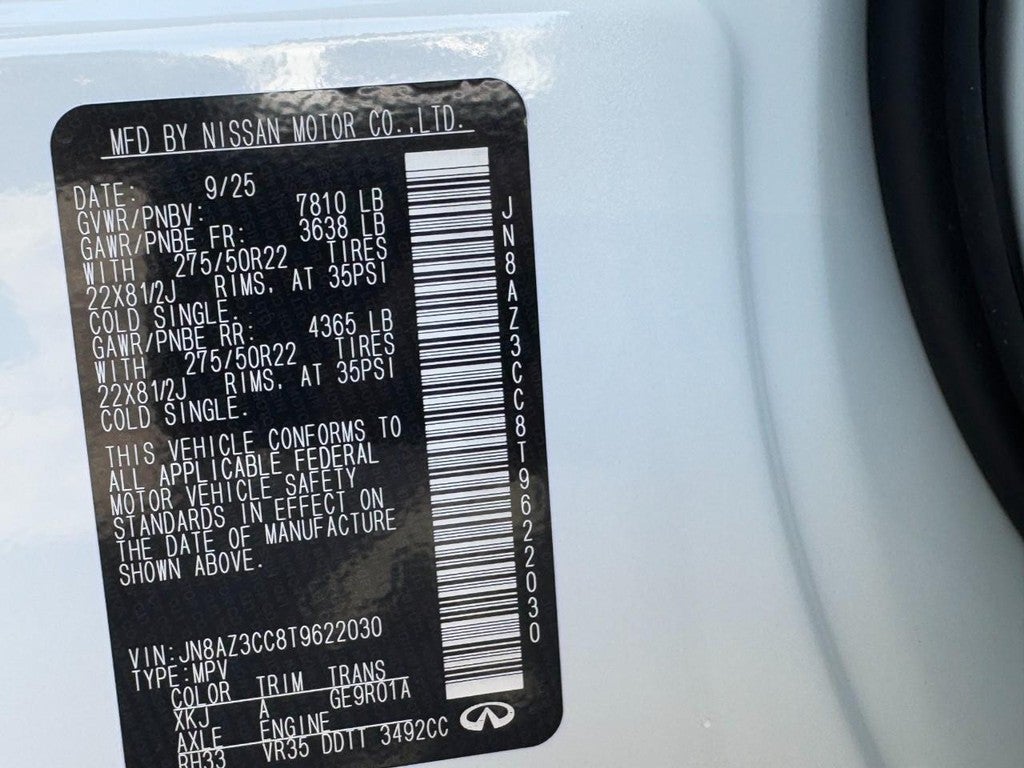 MFD BY NISSAN MOTOR CO.,LTD.
DATE: 9/25
GVWR/PNBV: 7810 LB
GAWR/PNBE FR: 3638 LB
WITH 275/50R22 TIRES
22X81/2J RIMS, AT 35PSI
COLD SINGLE.
GAWR/PNBE RR: 4365 LB
WITH 275/50R22 TIRES
22X81/2J RIMS, AT 35PSI
COLD SINGLE.
THIS VEHICLE CONFORMS TO
ALL APPLICABLE FEDERAL
MOTOR VEHICLE SAFETY
STANDARDS IN EFFECT ON
THE DATE OF MANUFACTURE
SHOWN ABOVE.
VIN:JN8AZ3CC8T9622030
TYPE:MPV
COLOR TRIM TRANS
XKJ A GE9R01A
AXLE ENGINE
RH33 VR35 DDTT 3492CC
JN8AZ3CC8T9622030